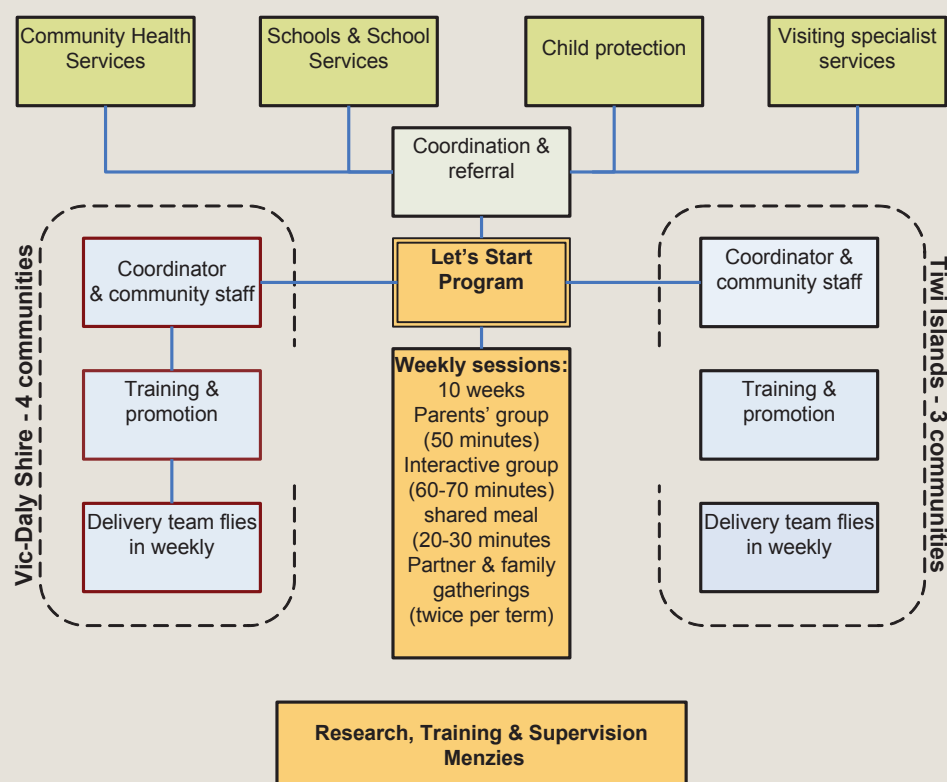 Community Health
Services
Schools & School
Services
Child protection
Visiting specialist
services
Coordination &
referral
Vic-Daly Shire - 4 communities
Coordinator
& community staff
Training &
promotion
Delivery team flies
in weekly
Let's Start
Program
Weekly sessions:
10 weeks
Parents' group
(50 minutes)
Interactive group
(60-70 minutes)
shared meal
(20-30 minutes
Partner & family
gatherings
(twice per term)
Coordinator &
community staff
Training &
promotion
Delivery team flies
in weekly
Tiwi Islands - 3 communities
Research, Training & Supervision
Menzies